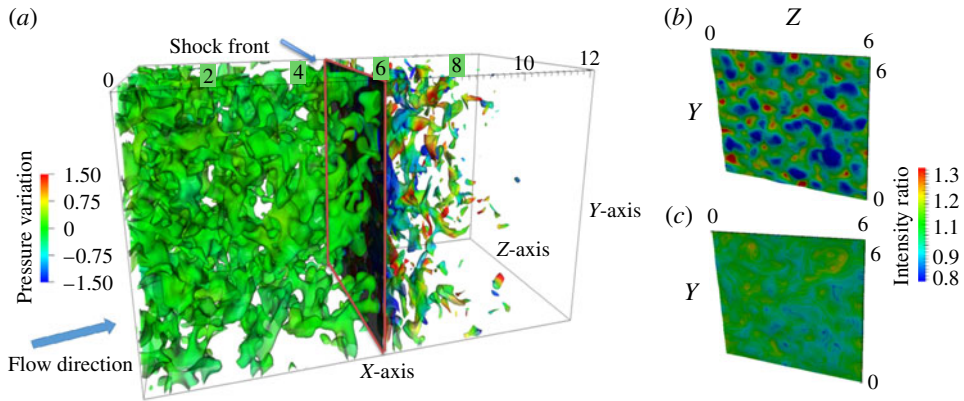 (a)
Shock front
0
2
4
6
8
10
12
Pressure variation
1.50
0.75
0
−0.75
−1.50
Flow direction
X-axis
Y-axis
Z-axis
(b)
Z
0
6
Y
6
0
(c)
0
6
Y
6
0
Intensity ratio
1.3
1.2
1.1
1.0
0.9
0.8